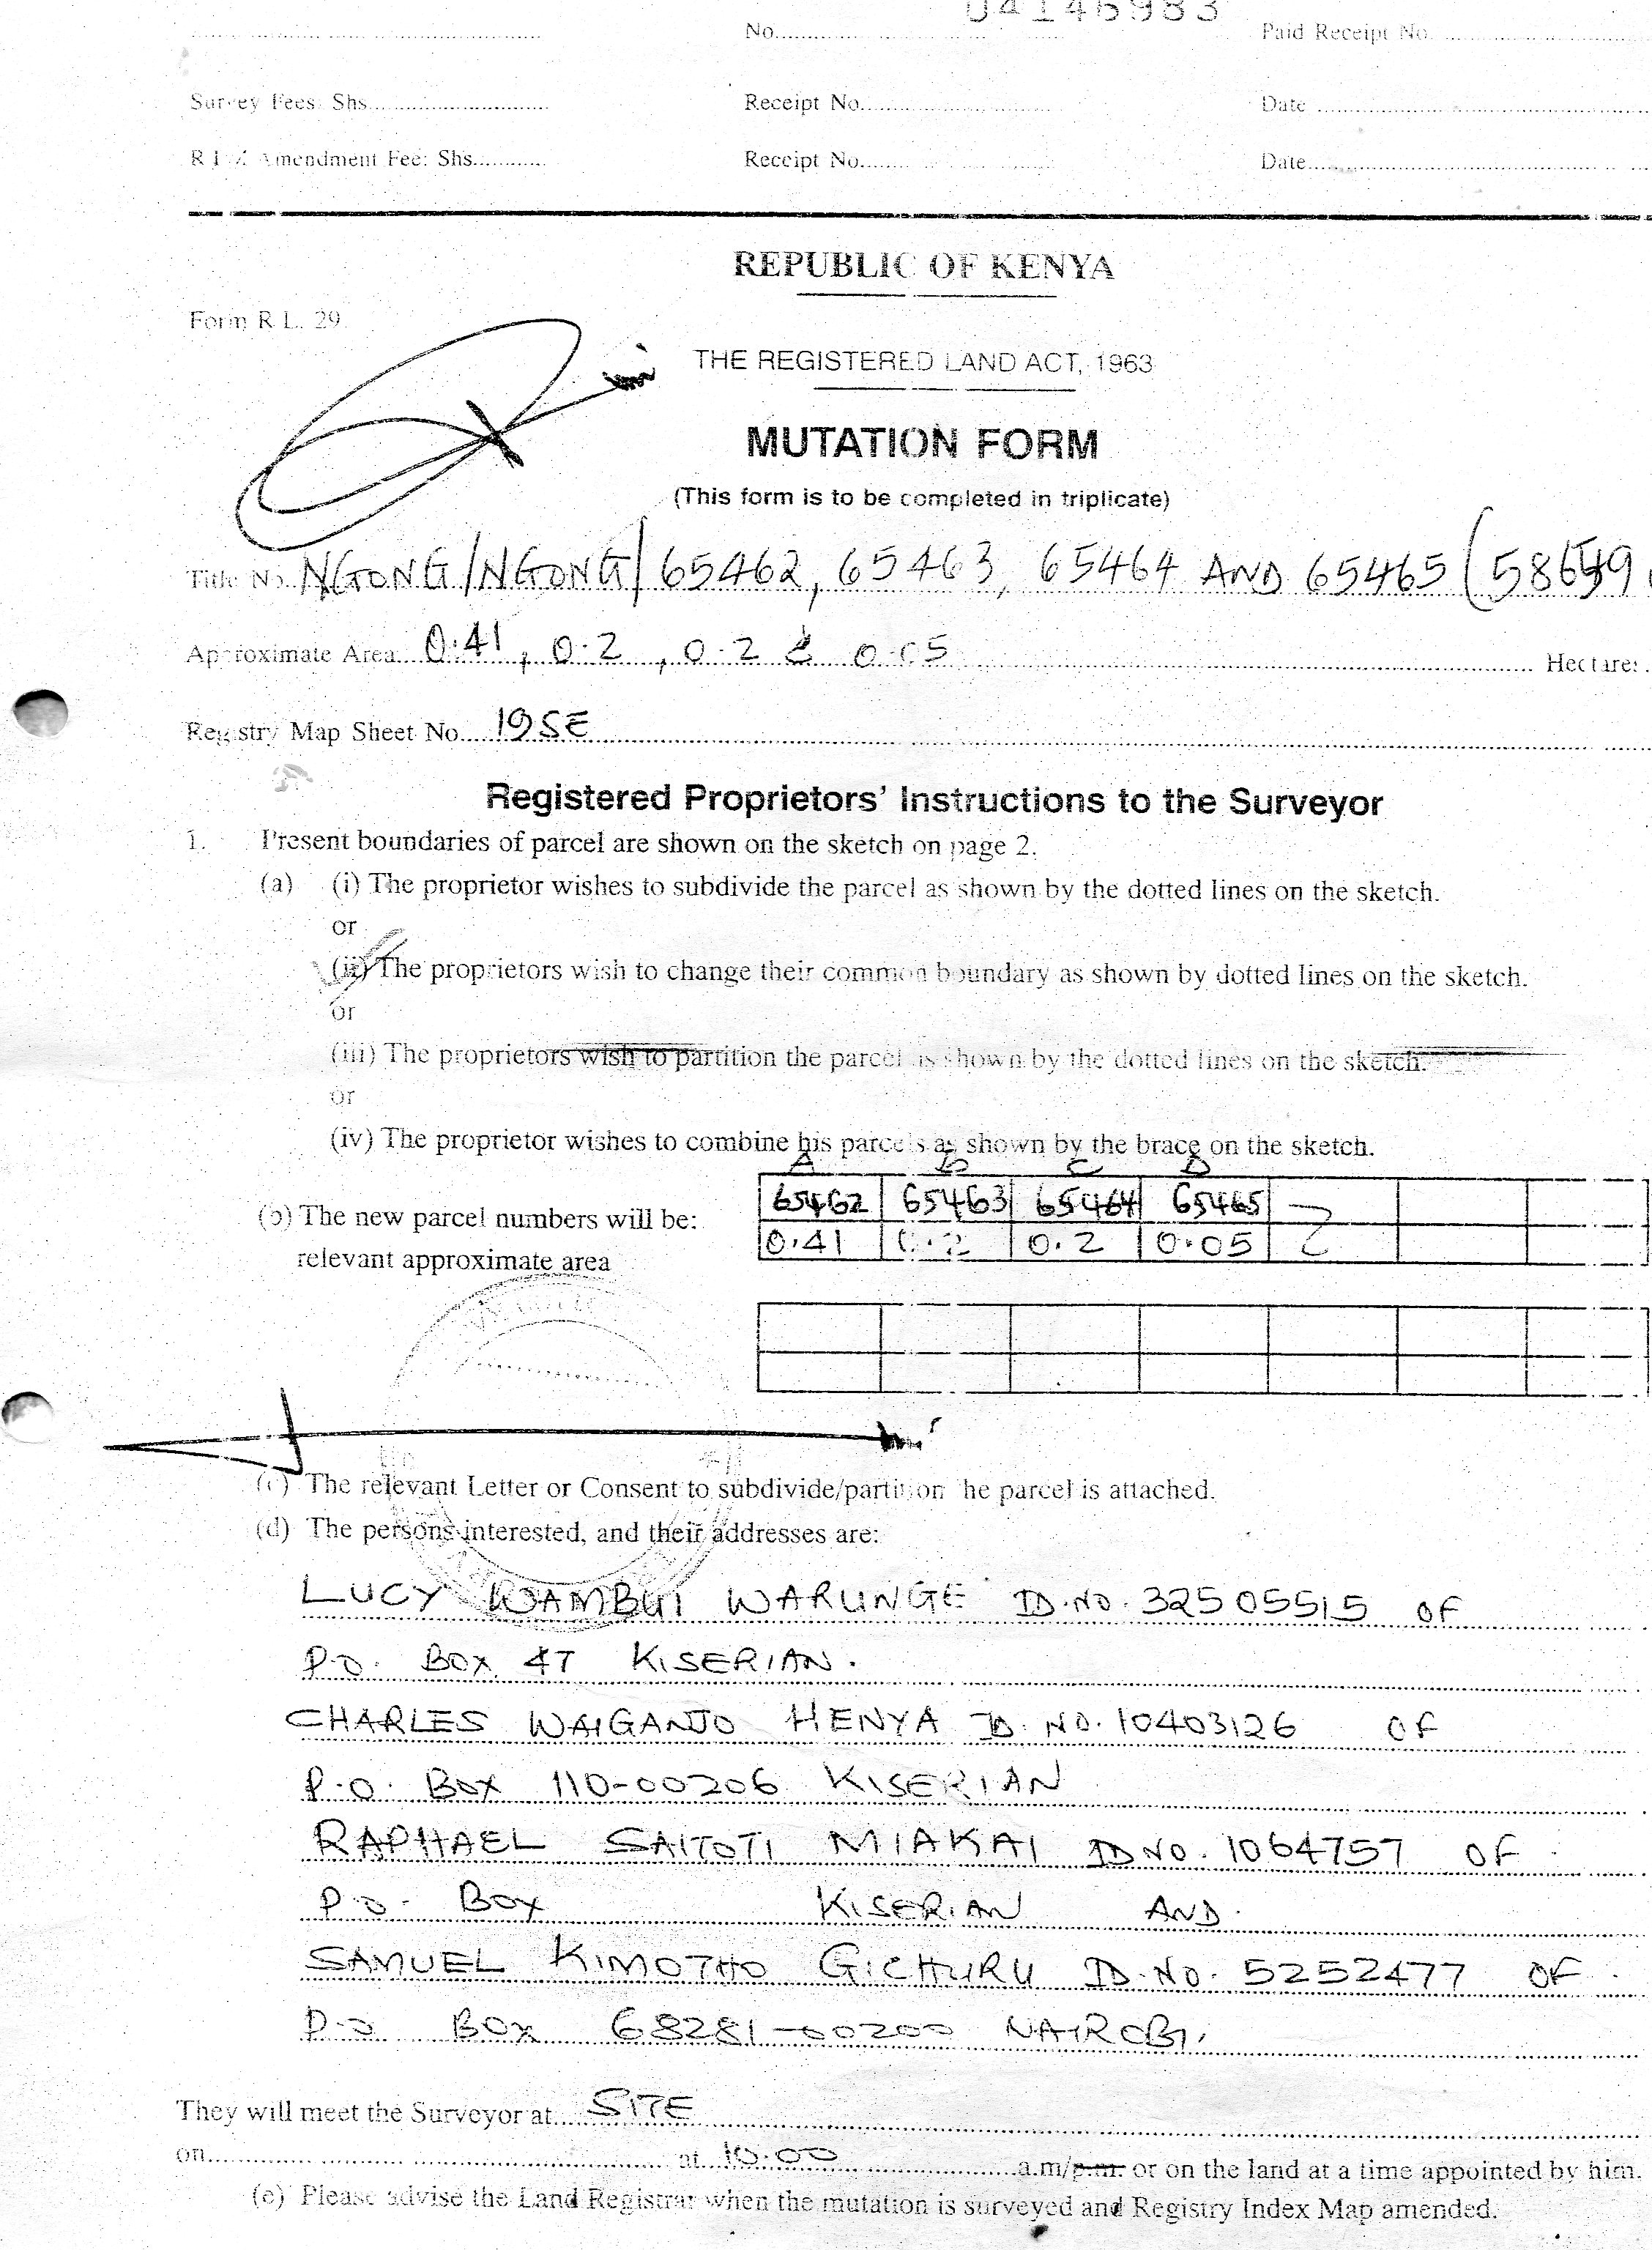 04146983
No.
Paid Receipt No.
Survey Fees: Shs. Receipt No. Date
Amendment Fee: Shs. Receipt No. Date
REPUBLIC OF KENYA
Form R.L. 29
THE REGISTERED LAND ACT, 1963
MUTATION FORM
(This form is to be completed in triplicate)
Title No. NGONG/NGONG/65462, 65463, 65464 AND 65465 (
Approximate Area 0.41, 0.2, 0.2 & 0.05 Hectares
Registry Map Sheet No. 19SE
Registered Proprietors' Instructions to the Surveyor
1. Present boundaries of parcel are shown on the sketch on page 2.
(a) (i) The proprietor wishes to subdivide the parcel as shown by the dotted lines on the sketch.
or
(ii) The proprietors wish to change their common boundary as shown by dotted lines on the sketch.
or
(iii) The proprietors wish to partition the parcel as shown by the dotted lines on the sketch.
or
(iv) The proprietor wishes to combine his parcels as shown by the brace on the sketch.
A B C D
(b) The new parcel numbers will be: 65462 65463 65464 65465
relevant approximate area 0.41 0.2 0.2 0.05
(c) The relevant Letter or Consent to subdivide/partition the parcel is attached.
(d) The persons interested, and their addresses are:
LUCY WAMBUI WARUNGE ID.NO. 32505515 OF
P.O. BOX 47 KISERIAN.
CHARLES WAIGANJO HENYA ID. NO. 10403126 OF
P.O. BOX 110-00206 KISERIAN
RAPHAEL SAITOTI MIAKAI ID NO. 1064757 OF
P.O. BOX KISERIAN AND
SAMUEL KIMOTHO GICHURU ID.NO. 5252477 OF
P.O BOX 68281-00200 NAIROBI.
They will meet the Surveyor at SITE
on at 10.00 a.m/p.m. or on the land at a time appointed by him.
(e) Please advise the Land Registrar when the mutation is surveyed and Registry Index Map amended.